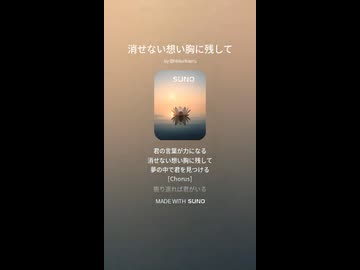 消せない想い胸に残して
SUNO
君の言葉が力になる
消せない想い胸に残して
夢の中で君を見つける
[Chorus]
振り返れば君がいる
MADE WITH SUNO